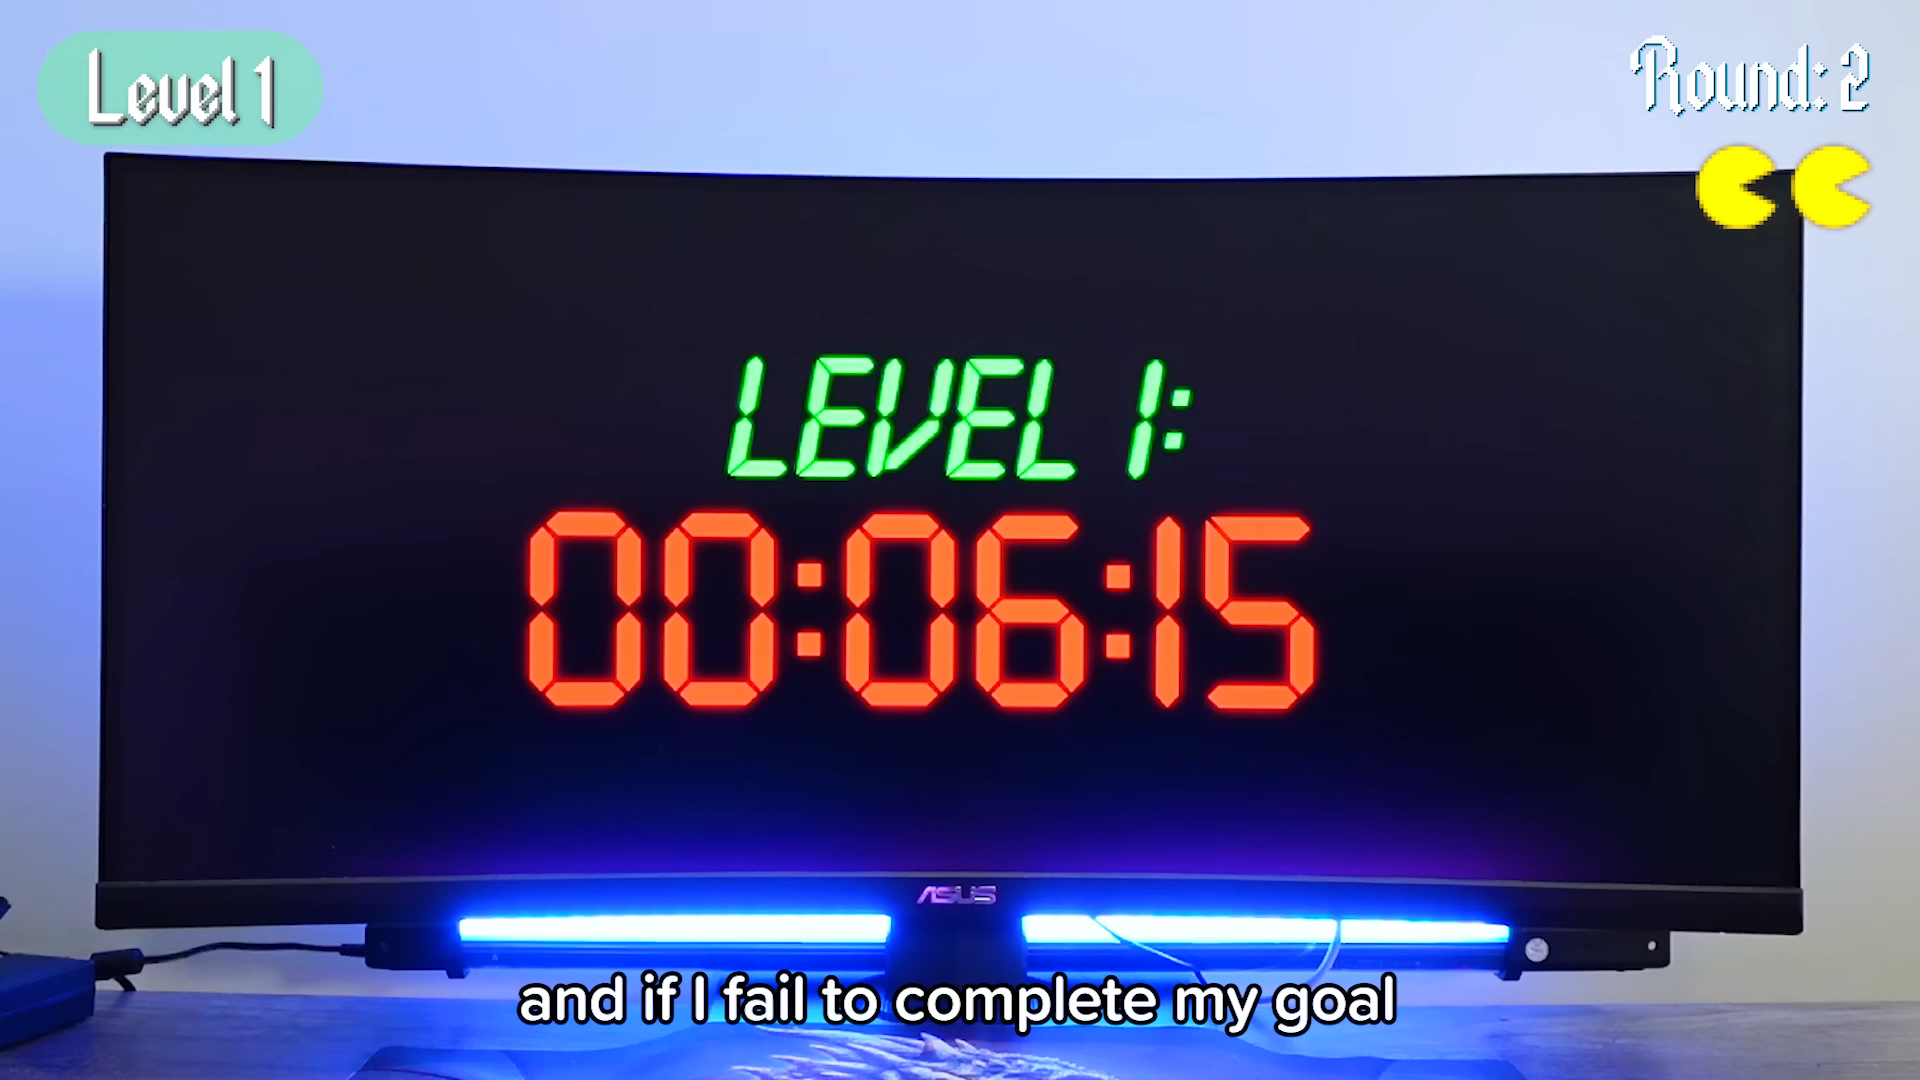 Level 1
Round: 2
LEVEL 1:
00:06:15
ASUS
and if I fail to complete my goal